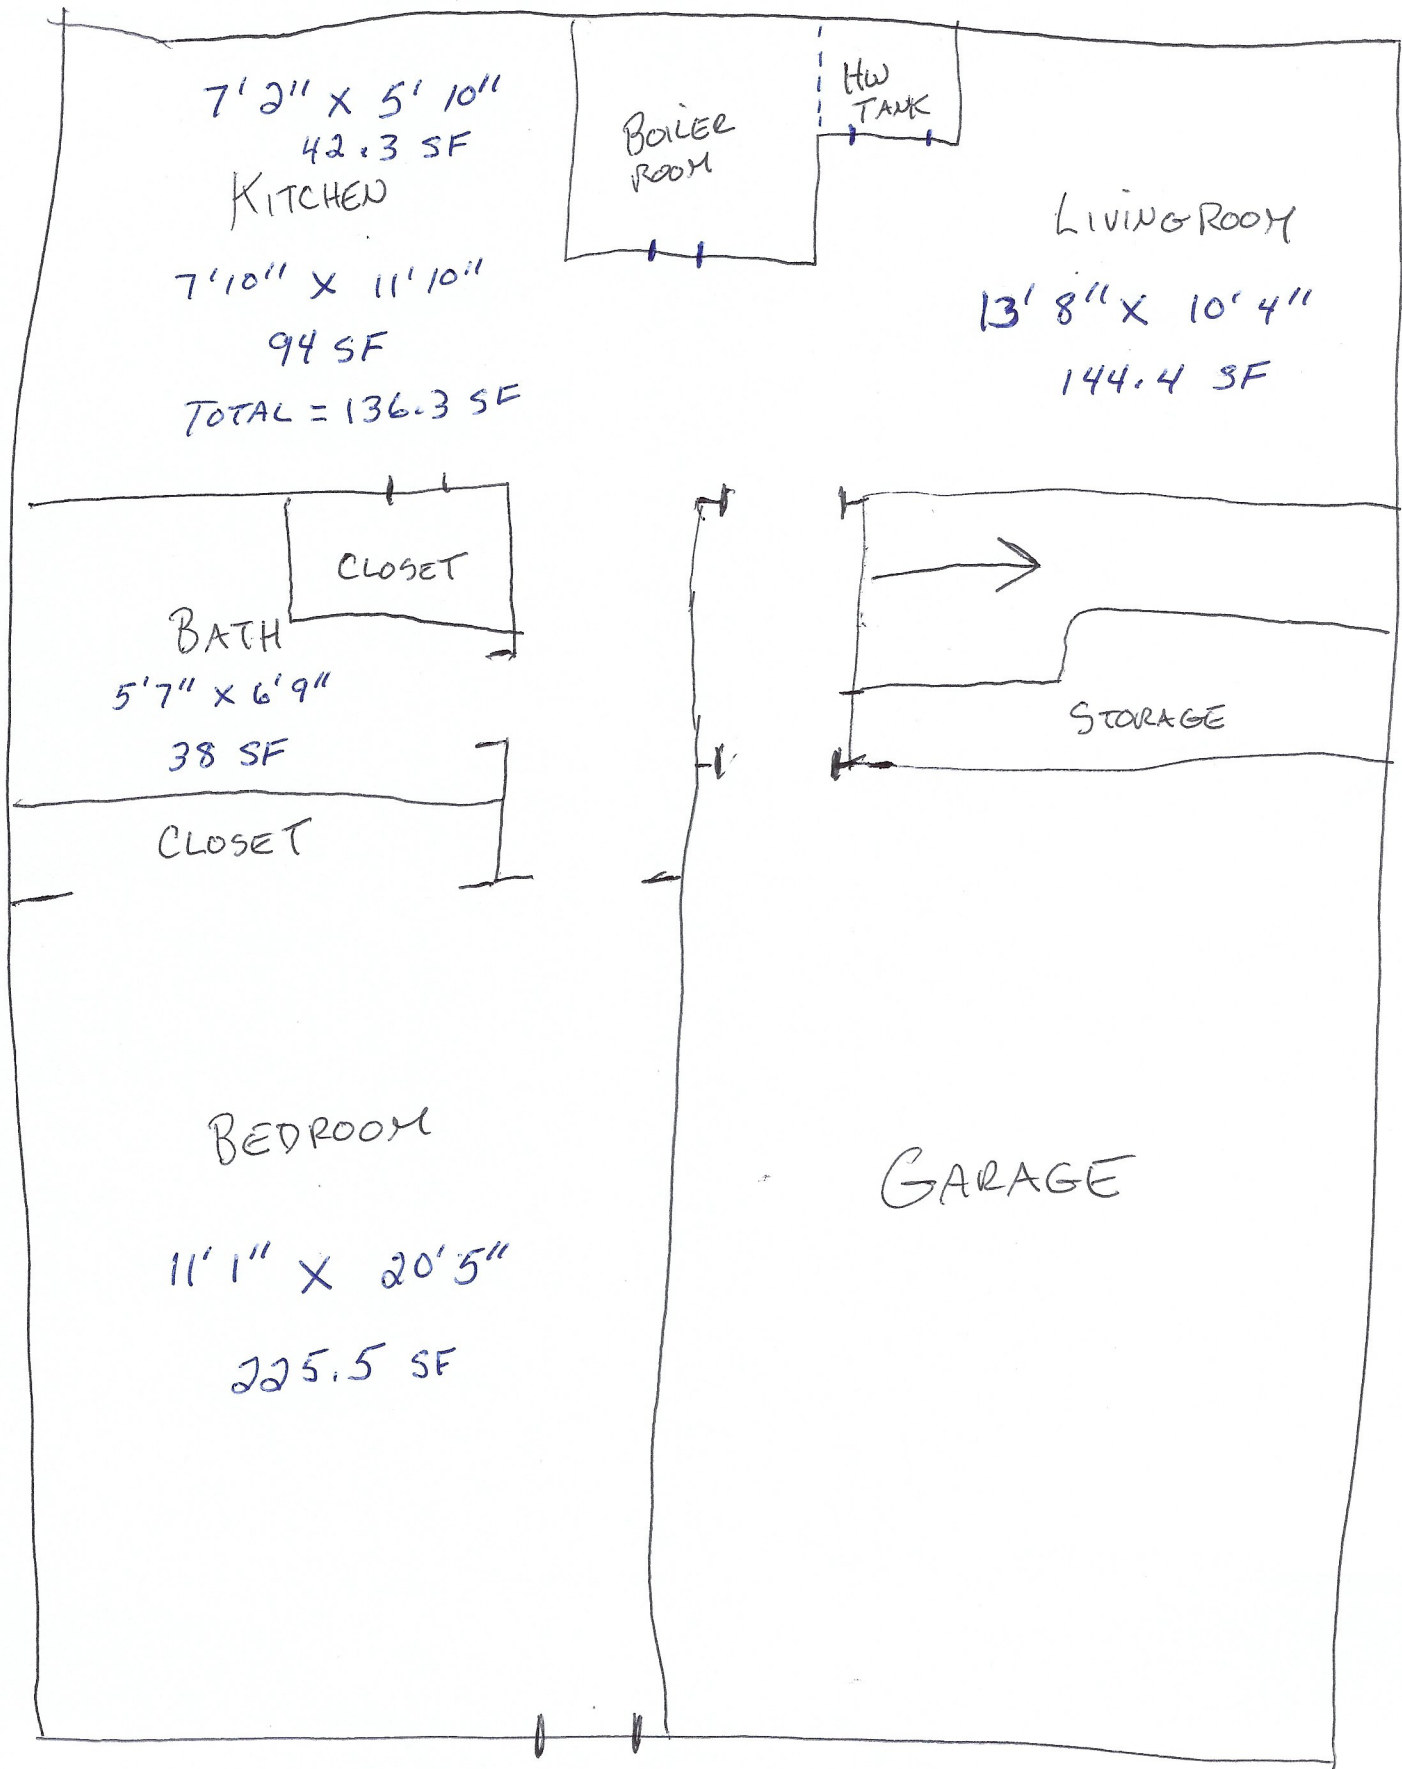 7' 2" X 5' 10"
42.3 SF
KITCHEN
7'10" X 11'10"
94 SF
TOTAL = 136.3 SF
BOILER
ROOM
HW
TANK
LIVING ROOM
13' 8" X 10' 4"
144.4 SF
CLOSET
BATH
5'7" X 6'9"
38 SF
STORAGE
CLOSET
BEDROOM
11' 1" X 20' 5"
225.5 SF
GARAGE